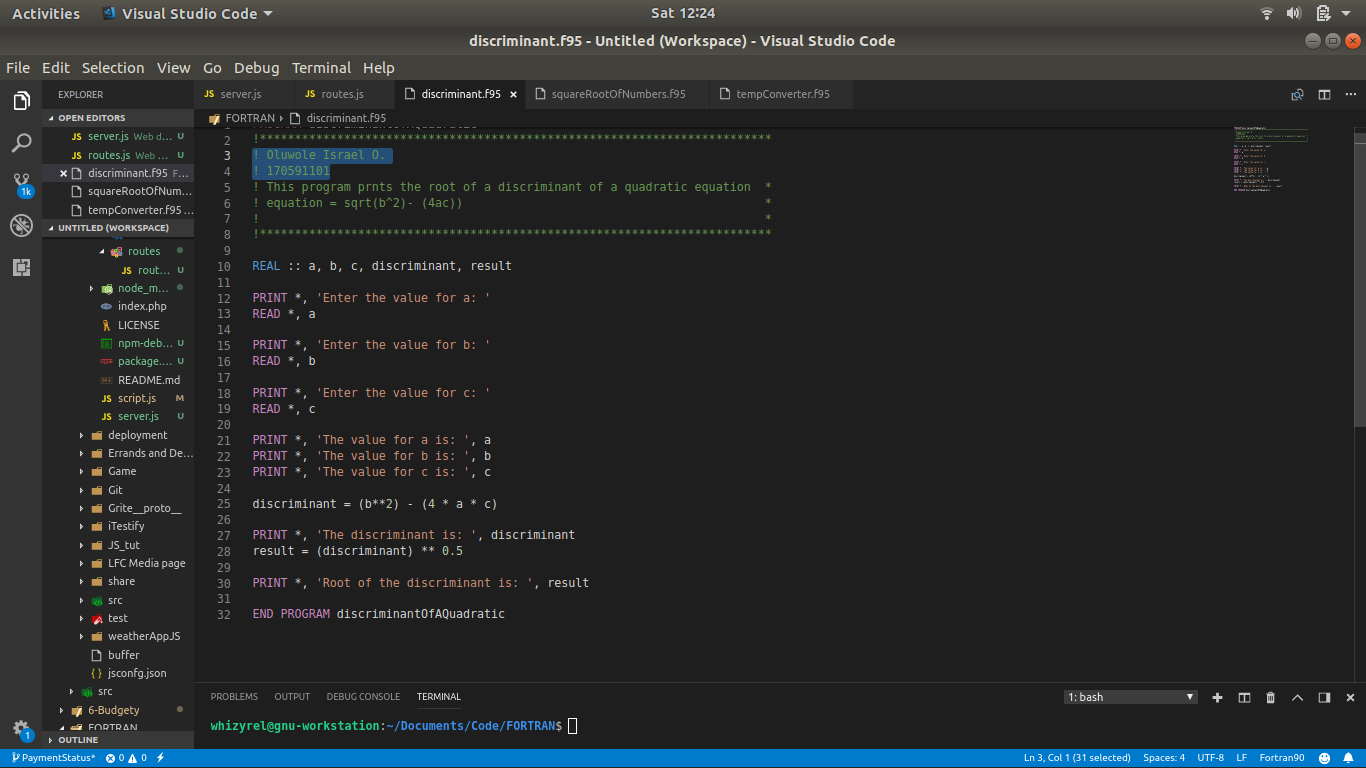 Activities Visual Studio Code Sat 12:24
discriminant.f95 - Untitled (Workspace) - Visual Studio Code
File Edit Selection View Go Debug Terminal Help
EXPLORER
OPEN EDITORS
JS server.js Web d... U
JS routes.js Web ... U
discriminant.f95 F...
squareRootOfNum...
tempConverter.f95 ...
UNTITLED (WORKSPACE)
routes
JS rout... U
node_m...
index.php
LICENSE
npm-deb... U
package.... U
README.md
JS script.js M
JS server.js U
deployment
Errands and De...
Game
Git
Grite__proto__
iTestify
JS_tut
LFC Media page
share
src
test
weatherAppJS
buffer
{ } jsconfg.json
src
6-Budgety
FORTRAN
OUTLINE
1k
1
JS server.js JS routes.js discriminant.f95 squareRootOfNumbers.f95 tempConverter.f95
FORTRAN discriminant.f95
2 !*************************************************************************
3 ! Oluwole Israel O.
4 ! 170591101
5 ! This program prnts the root of a discriminant of a quadratic equation *
6 ! equation = sqrt(b^2)- (4ac)) *
7 ! *
8 !*************************************************************************
9
10 REAL :: a, b, c, discriminant, result
11
12 PRINT *, 'Enter the value for a: '
13 READ *, a
14
15 PRINT *, 'Enter the value for b: '
16 READ *, b
17
18 PRINT *, 'Enter the value for c: '
19 READ *, c
20
21 PRINT *, 'The value for a is: ', a
22 PRINT *, 'The value for b is: ', b
23 PRINT *, 'The value for c is: ', c
24
25 discriminant = (b**2) - (4 * a * c)
26
27 PRINT *, 'The discriminant is: ', discriminant
28 result = (discriminant) ** 0.5
29
30 PRINT *, 'Root of the discriminant is: ', result
31
32 END PROGRAM discriminantOfAQuadratic
PROBLEMS OUTPUT DEBUG CONSOLE TERMINAL 1: bash
whizyrel@gnu-workstation:~/Documents/Code/FORTRAN$
PaymentStatus* 0 0 Ln 3, Col 1 (31 selected) Spaces: 4 UTF-8 LF Fortran90